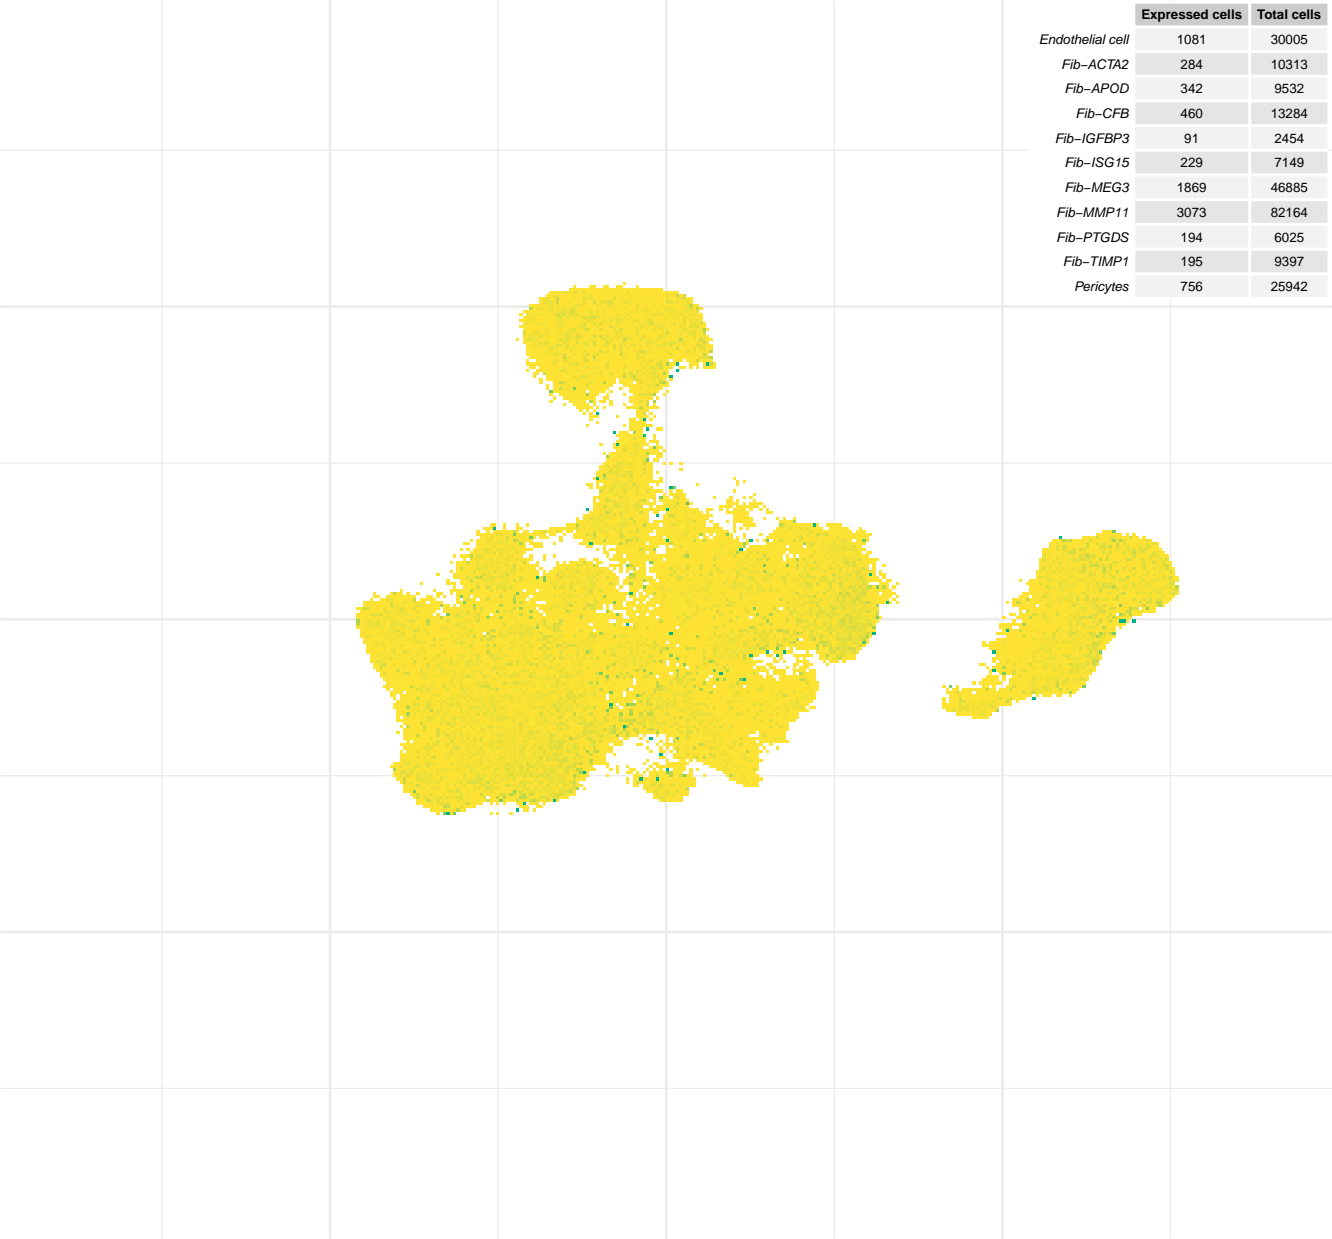 Expressed cells Total cells
Endothelial cell 1081 30005
Fib−ACTA2 284 10313
Fib−APOD 342 9532
Fib−CFB 460 13284
Fib−IGFBP3 91 2454
Fib−ISG15 229 7149
Fib−MEG3 1869 46885
Fib−MMP11 3073 82164
Fib−PTGDS 194 6025
Fib−TIMP1 195 9397
Pericytes 756 25942